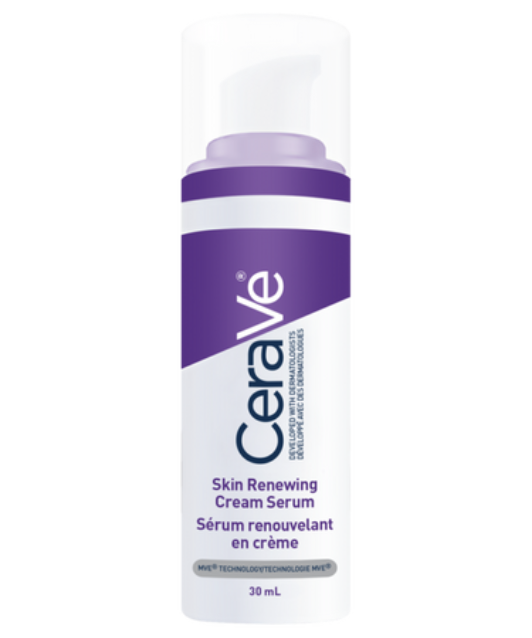 CeraVe®
DEVELOPED WITH DERMATOLOGISTS
DÉVELOPPÉ AVEC DES DERMATOLOGUES
Skin Renewing
Cream Serum
Sérum renouvelant
en crème
MVE® TECHNOLOGY/TECHNOLOGIE MVE®
30 mL